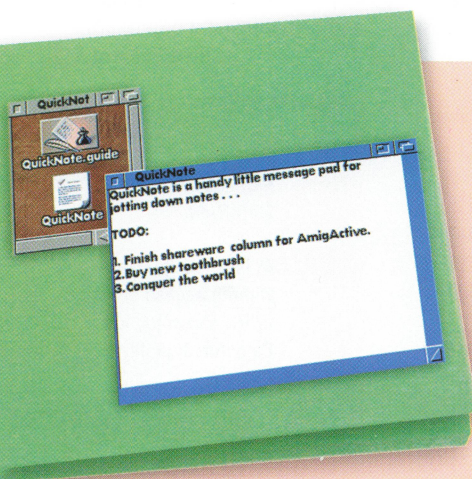 QuickNot
QuickNote.guide
QuickNote
QuickNote
QuickNote is a handy little message pad for
jotting down notes . . .
TODO:
1. Finish shareware column for AmigActive.
2.Buy new toothbrush
3.Conquer the world